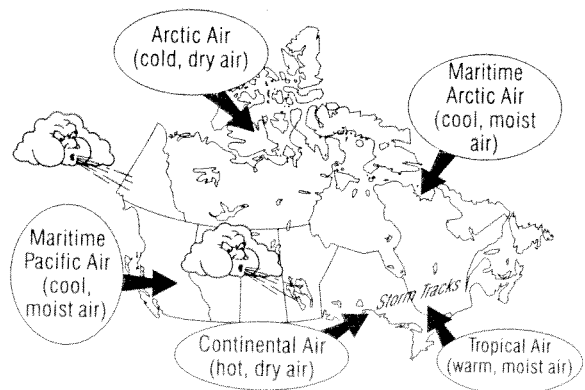 Arctic Air
(cold, dry air)
Maritime
Arctic Air
(cool, moist
air)
Maritime
Pacific Air
(cool,
moist air)
Storm Tracks
Continental Air
(hot, dry air)
Tropical Air
(warm, moist air)